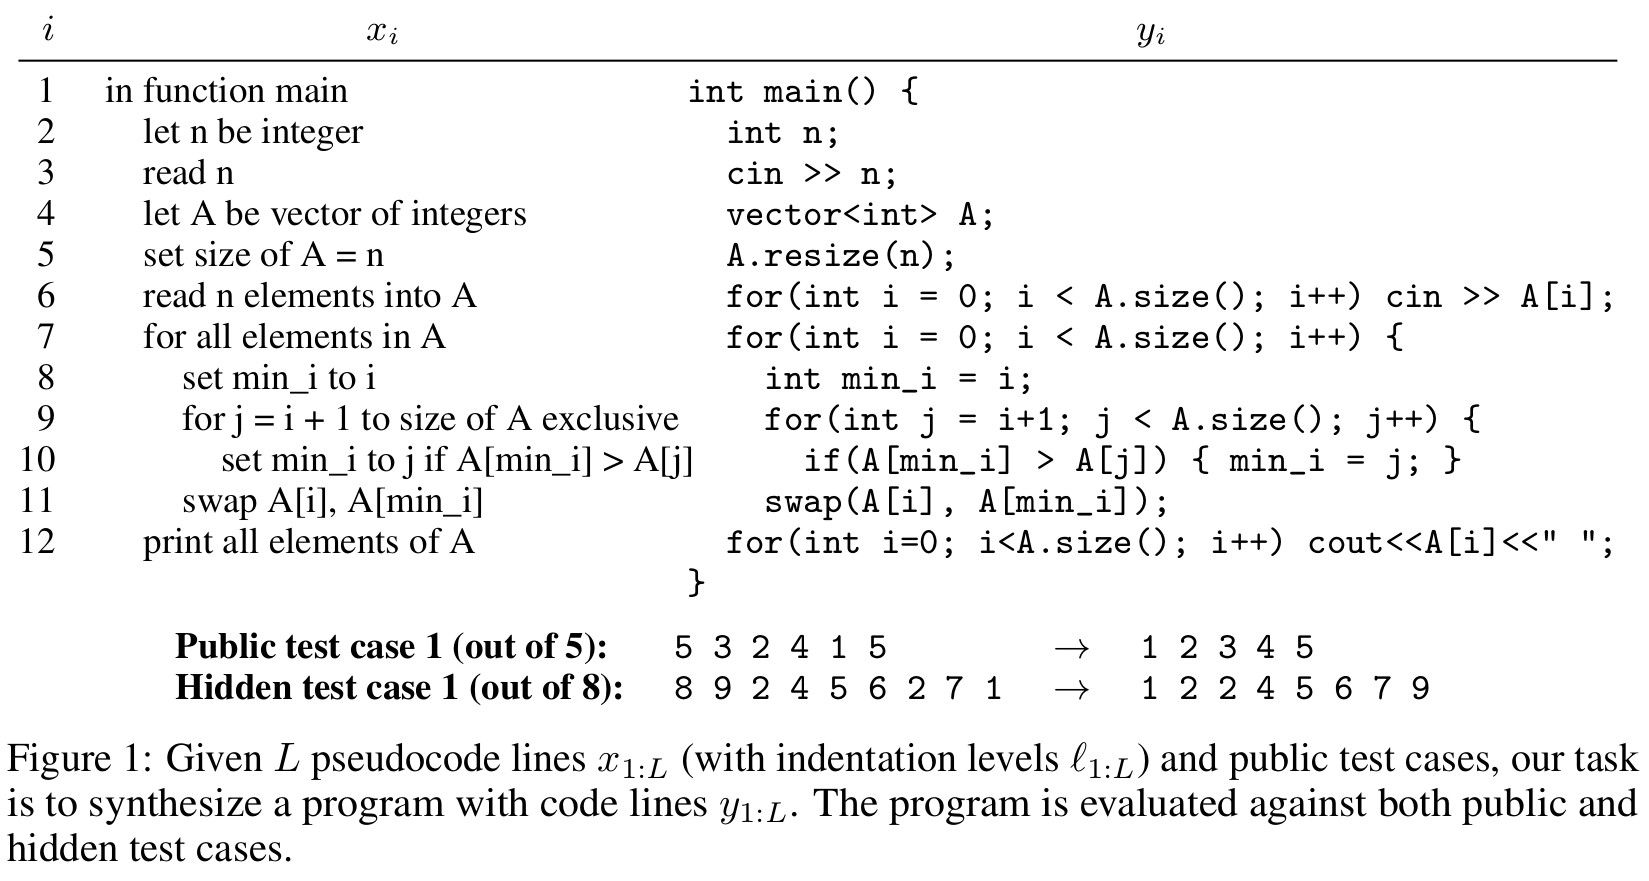 i xᵢ yᵢ
1 in function main int main() {
2 let n be integer int n;
3 read n cin >> n;
4 let A be vector of integers vector<int> A;
5 set size of A = n A.resize(n);
6 read n elements into A for(int i = 0; i < A.size(); i++) cin >> A[i];
7 for all elements in A for(int i = 0; i < A.size(); i++) {
8 set min_i to i int min_i = i;
9 for j = i + 1 to size of A exclusive for(int j = i+1; j < A.size(); j++) {
10 set min_i to j if A[min_i] > A[j] if(A[min_i] > A[j]) { min_i = j; }
11 swap A[i], A[min_i] swap(A[i], A[min_i]);
12 print all elements of A for(int i=0; i<A.size(); i++) cout<<A[i]<<" ";
}
Public test case 1 (out of 5): 5 3 2 4 1 5 → 1 2 3 4 5
Hidden test case 1 (out of 8): 8 9 2 4 5 6 2 7 1 → 1 2 2 4 5 6 7 9
Figure 1: Given L pseudocode lines x₁:L (with indentation levels ℓ₁:L) and public test cases, our task
is to synthesize a program with code lines y₁:L. The program is evaluated against both public and
hidden test cases.